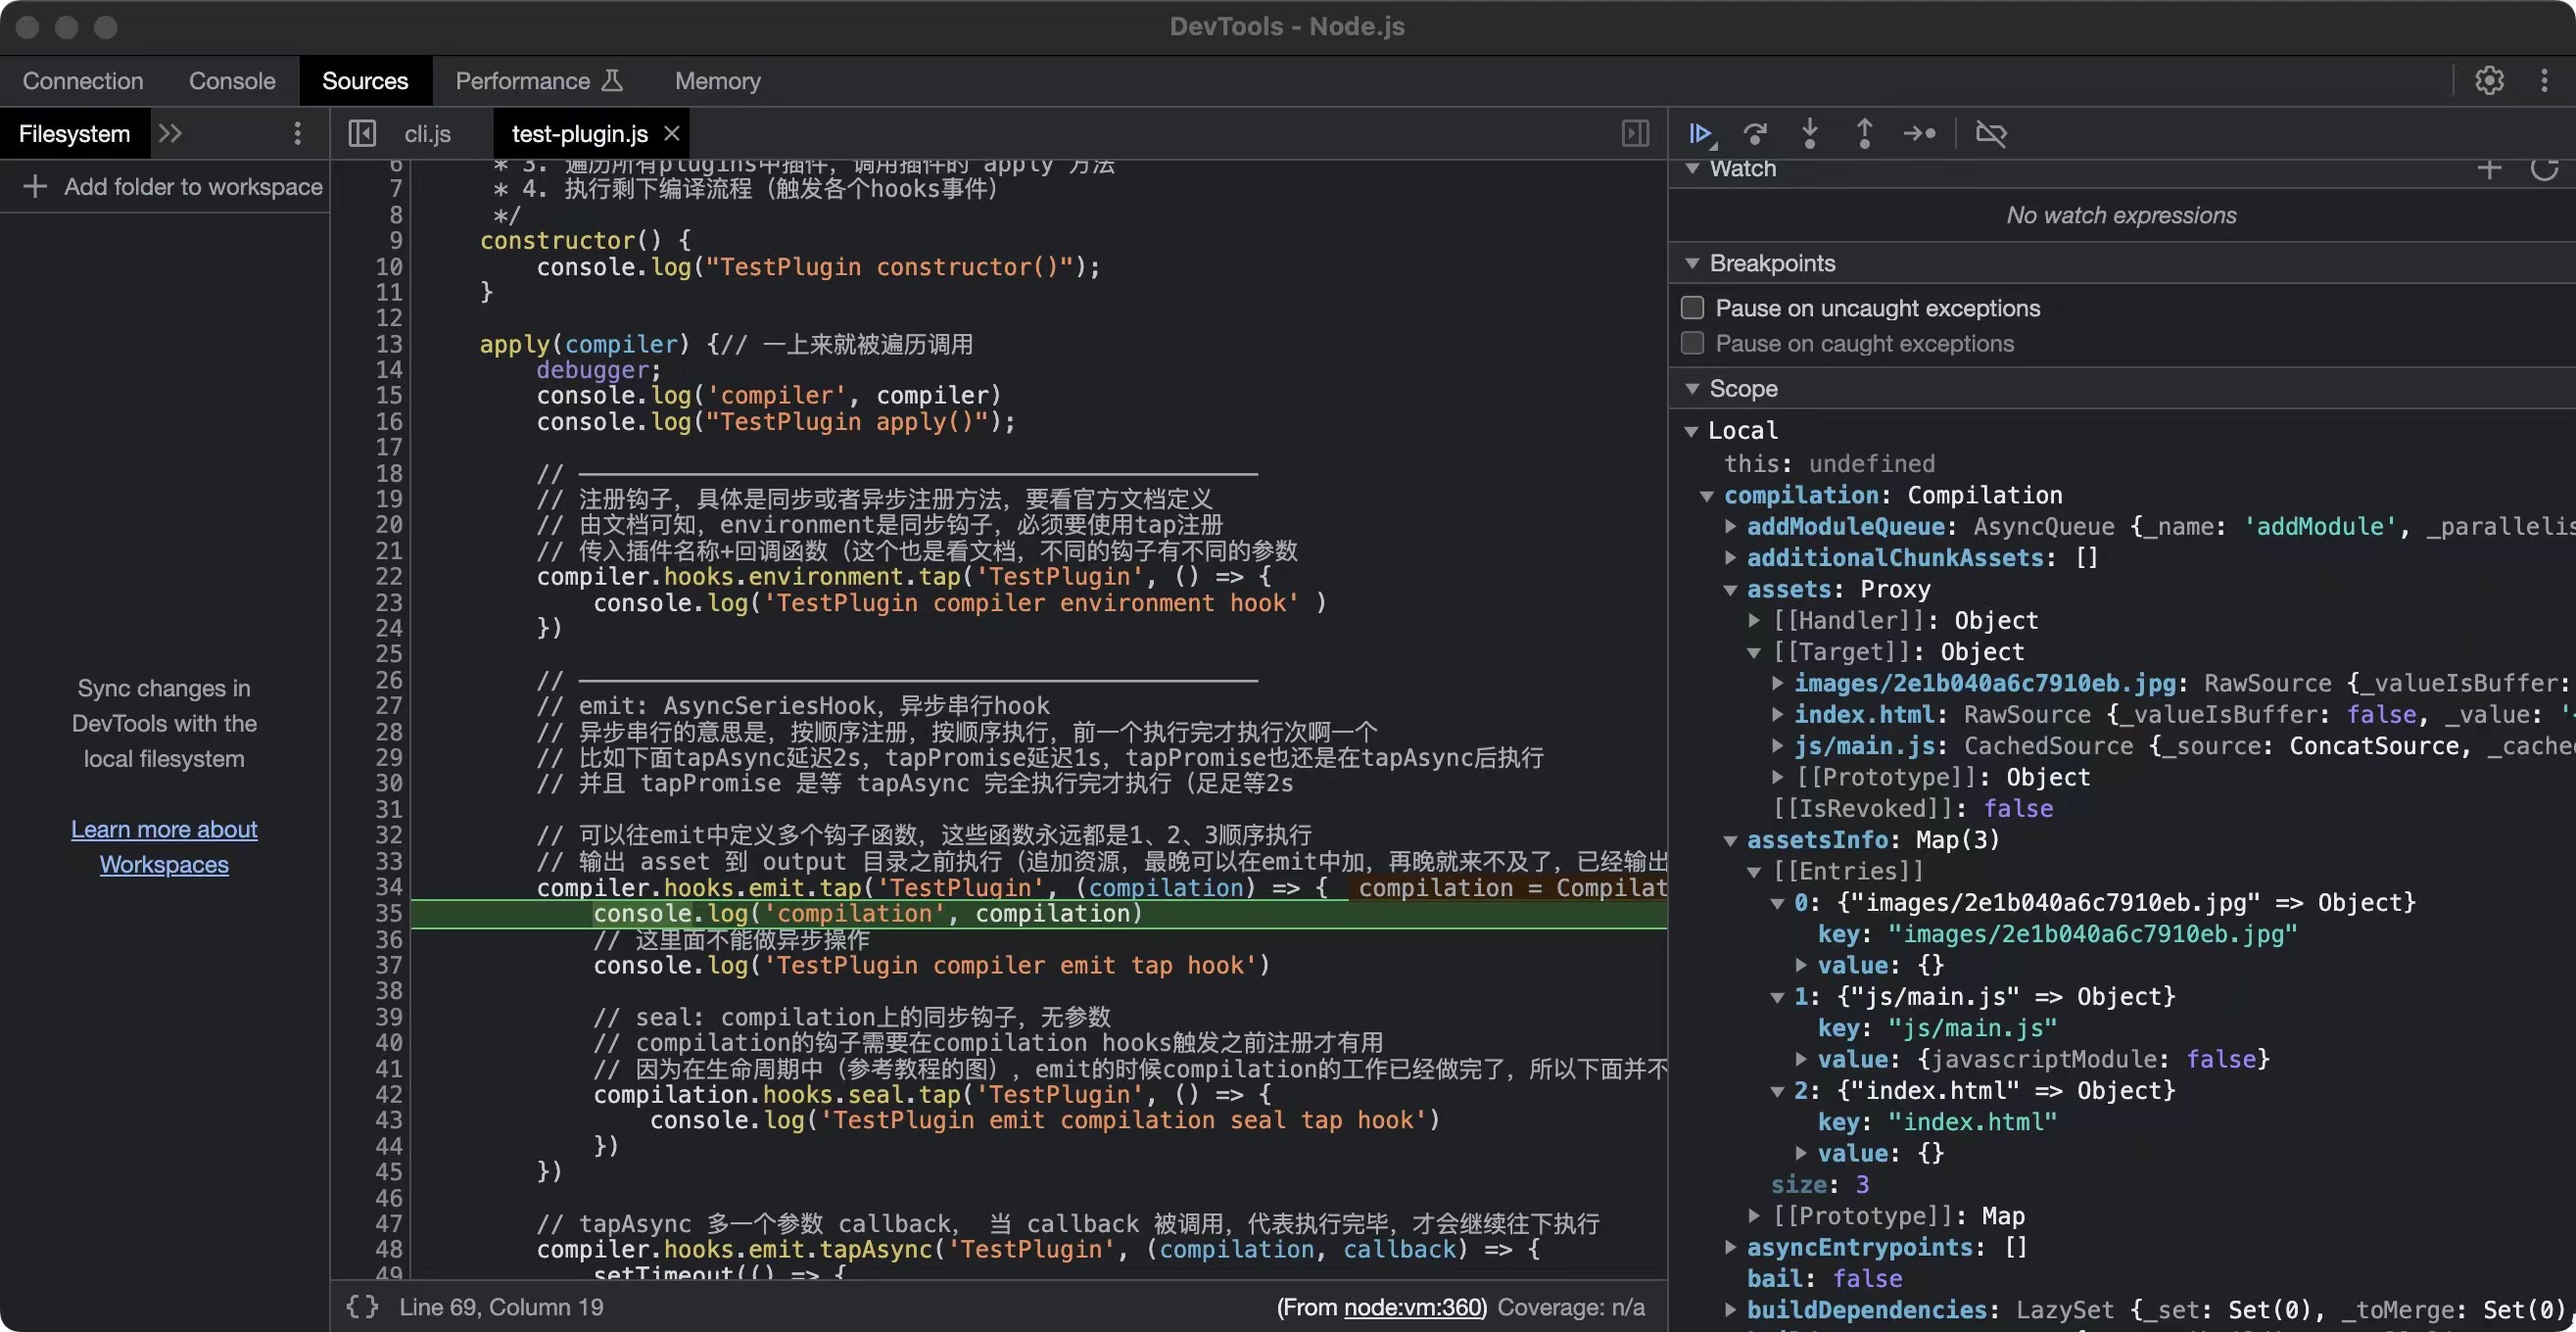 DevTools - Node.js
Connection Console Sources Performance Memory
Filesystem
cli.js test-plugin.js
Add folder to workspace
Sync changes in
DevTools with the
local filesystem
Learn more about
Workspaces
6 * 3. 遍历所有plugins中插件，调用插件的 apply 方法
7 * 4. 执行剩下编译流程（触发各个hooks事件）
8 */
9 constructor() {
10 console.log("TestPlugin constructor()");
11 }
12
13 apply(compiler) {// 一上来就被遍历调用
14 debugger;
15 console.log('compiler', compiler)
16 console.log("TestPlugin apply()");
17
18 // ————————————————————————
19 // 注册钩子，具体是同步或者异步注册方法，要看官方文档定义
20 // 由文档可知，environment是同步钩子，必须要使用tap注册
21 // 传入插件名称+回调函数（这个也是看文档，不同的钩子有不同的参数
22 compiler.hooks.environment.tap('TestPlugin', () => {
23 console.log('TestPlugin compiler environment hook' )
24 })
25
26 // ————————————————————————
27 // emit: AsyncSeriesHook，异步串行hook
28 // 异步串行的意思是，按顺序注册，按顺序执行，前一个执行完才执行次啊一个
29 // 比如下面tapAsync延迟2s，tapPromise延迟1s，tapPromise也还是在tapAsync后执行
30 // 并且 tapPromise 是等 tapAsync 完全执行完才执行（足足等2s
31
32 // 可以往emit中定义多个钩子函数，这些函数永远都是1、2、3顺序执行
33 // 输出 asset 到 output 目录之前执行（追加资源，最晚可以在emit中加，再晚就来不及了，已经输出
34 compiler.hooks.emit.tap('TestPlugin', (compilation) => { compilation = Compilat
35 console.log('compilation', compilation)
36 // 这里面不能做异步操作
37 console.log('TestPlugin compiler emit tap hook')
38
39 // seal: compilation上的同步钩子，无参数
40 // compilation的钩子需要在compilation hooks触发之前注册才有用
41 // 因为在生命周期中（参考教程的图），emit的时候compilation的工作已经做完了，所以下面并不
42 compilation.hooks.seal.tap('TestPlugin', () => {
43 console.log('TestPlugin emit compilation seal tap hook')
44 })
45 })
46
47 // tapAsync 多一个参数 callback， 当 callback 被调用，代表执行完毕，才会继续往下执行
48 compiler.hooks.emit.tapAsync('TestPlugin', (compilation, callback) => {
49 setTimeout(() => {
{} Line 69, Column 19 (From node:vm:360) Coverage: n/a
Watch
No watch expressions
Breakpoints
Pause on uncaught exceptions
Pause on caught exceptions
Scope
Local
this: undefined
compilation: Compilation
addModuleQueue: AsyncQueue {_name: 'addModule', _parallelis
additionalChunkAssets: []
assets: Proxy
[[Handler]]: Object
[[Target]]: Object
images/2e1b040a6c7910eb.jpg: RawSource {_valueIsBuffer:
index.html: RawSource {_valueIsBuffer: false, _value: '<
js/main.js: CachedSource {_source: ConcatSource, _cache
[[Prototype]]: Object
[[IsRevoked]]: false
assetsInfo: Map(3)
[[Entries]]
0: {"images/2e1b040a6c7910eb.jpg" => Object}
key: "images/2e1b040a6c7910eb.jpg"
value: {}
1: {"js/main.js" => Object}
key: "js/main.js"
value: {javascriptModule: false}
2: {"index.html" => Object}
key: "index.html"
value: {}
size: 3
[[Prototype]]: Map
asyncEntrypoints: []
bail: false
buildDependencies: LazySet {_set: Set(0), _toMerge: Set(0),